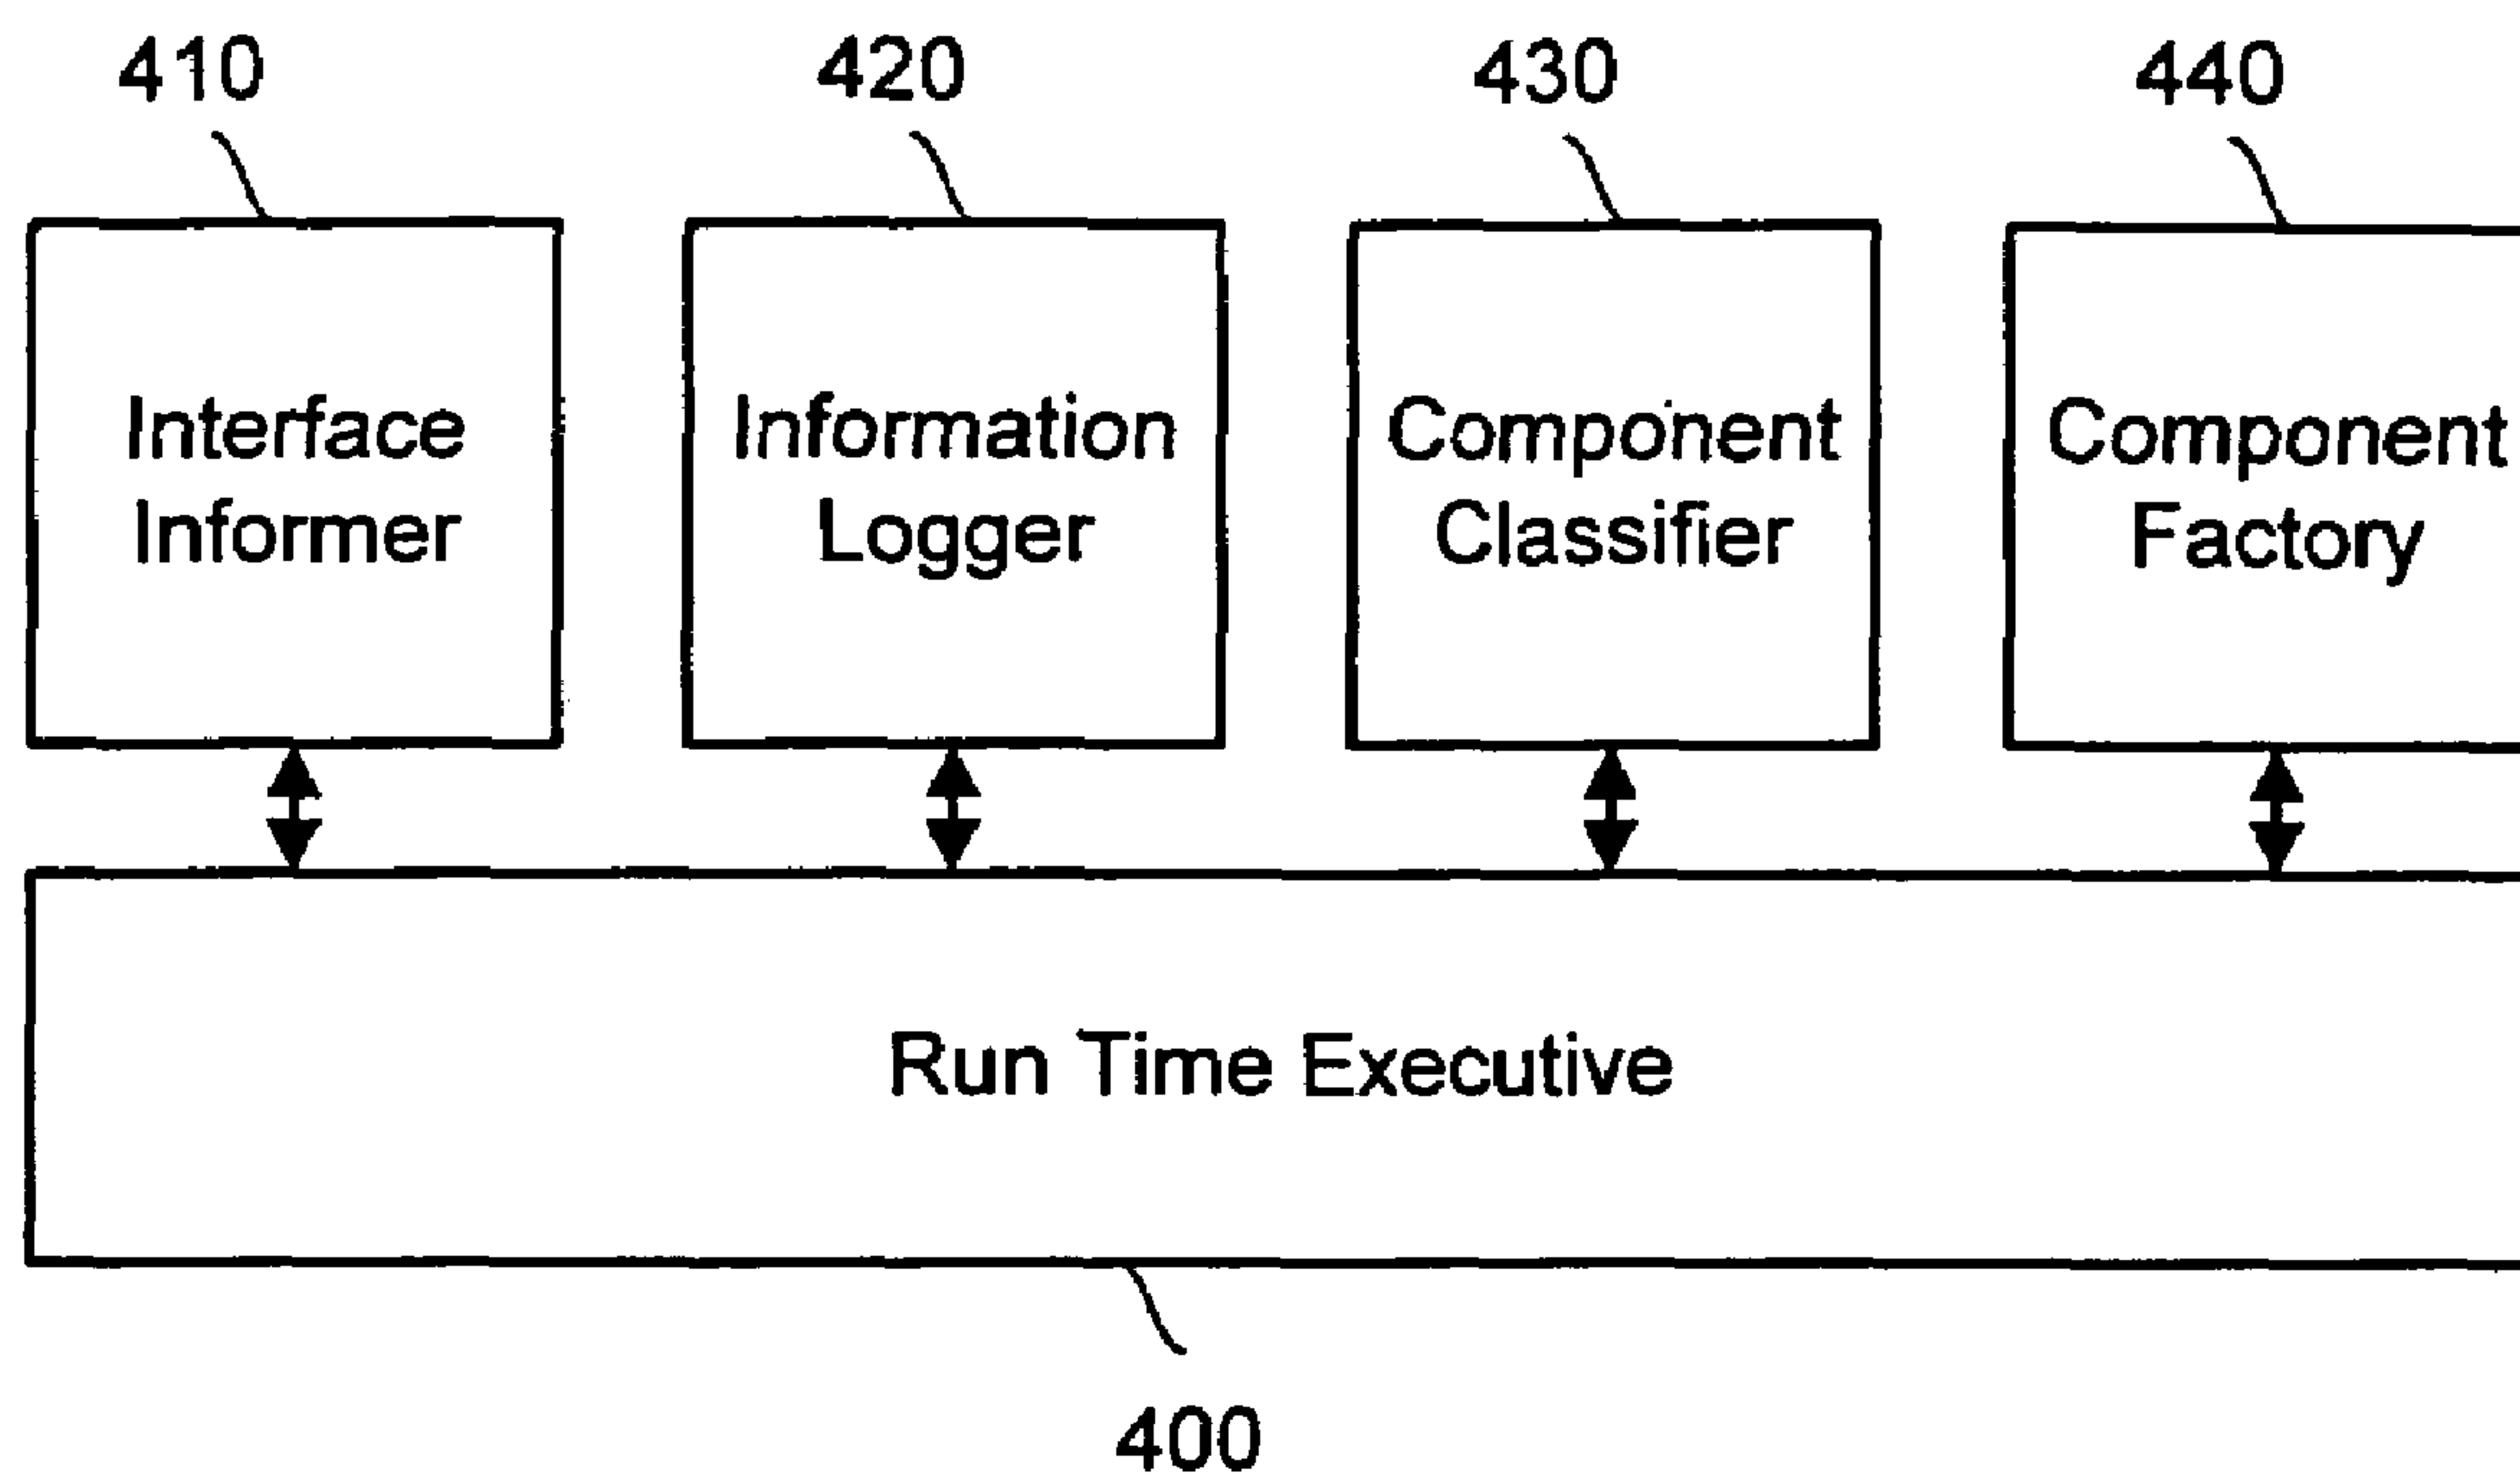 410
420
430
440
Interface
Informer
Information
Logger
Component
Classifier
Component
Factory
Run Time Executive
400